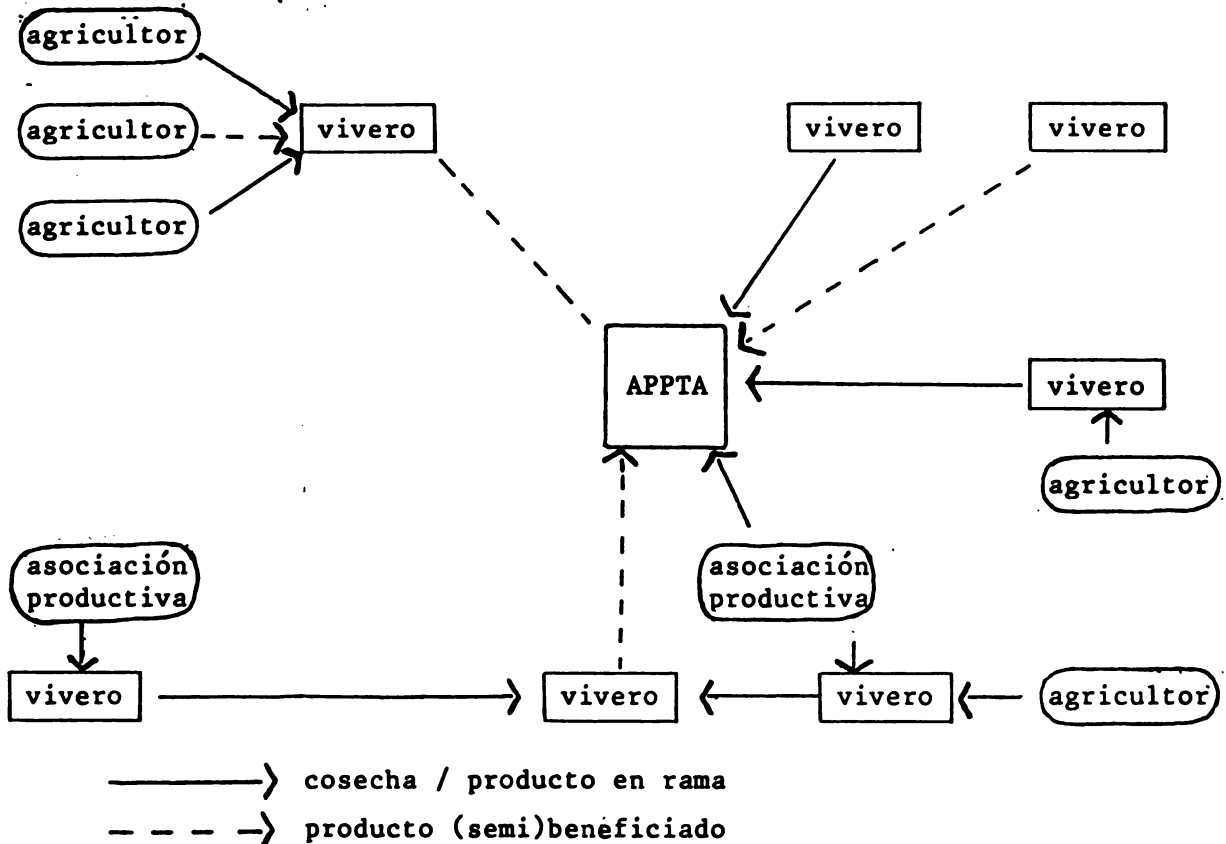 agricultor
agricultor
vivero
vivero
vivero
agricultor
APPTA
vivero
agricultor
asociación
productiva
asociación
productiva
vivero
vivero
vivero
agricultor
cosecha / producto en rama
producto (semi)beneficiado